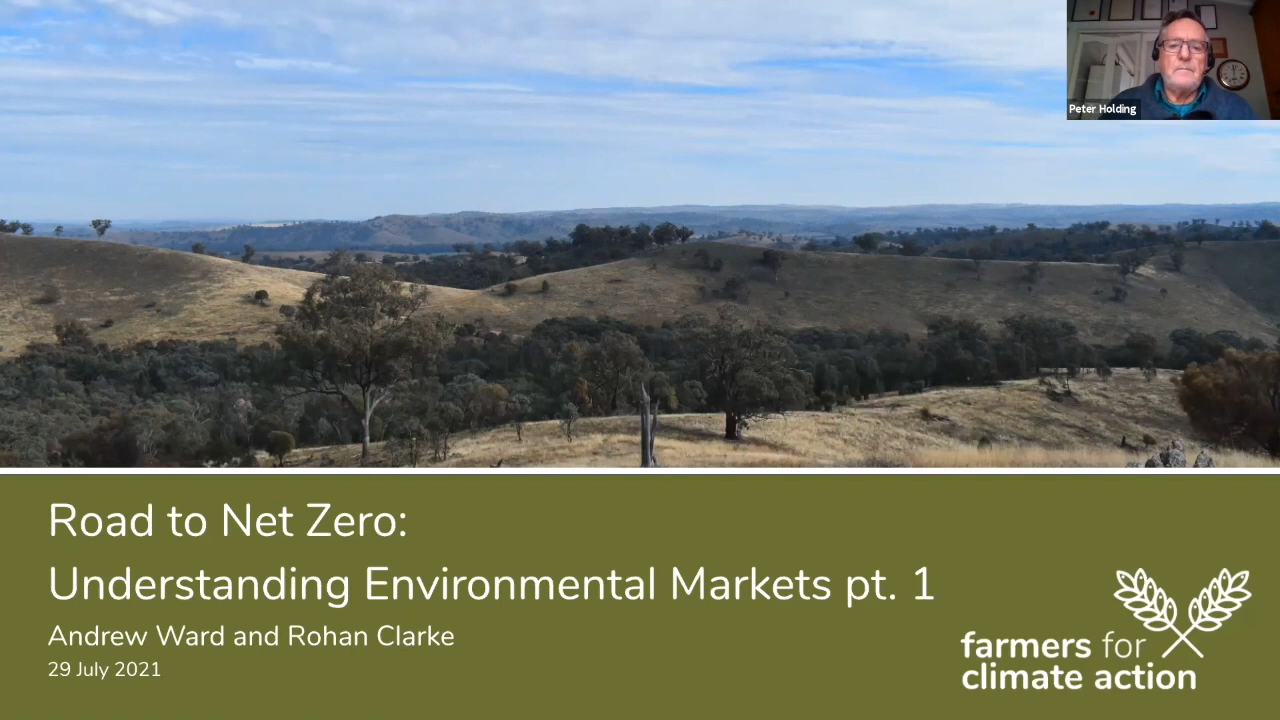 Peter Holding
Road to Net Zero:
Understanding Environmental Markets pt. 1
Andrew Ward and Rohan Clarke
29 July 2021
farmers for
climate action